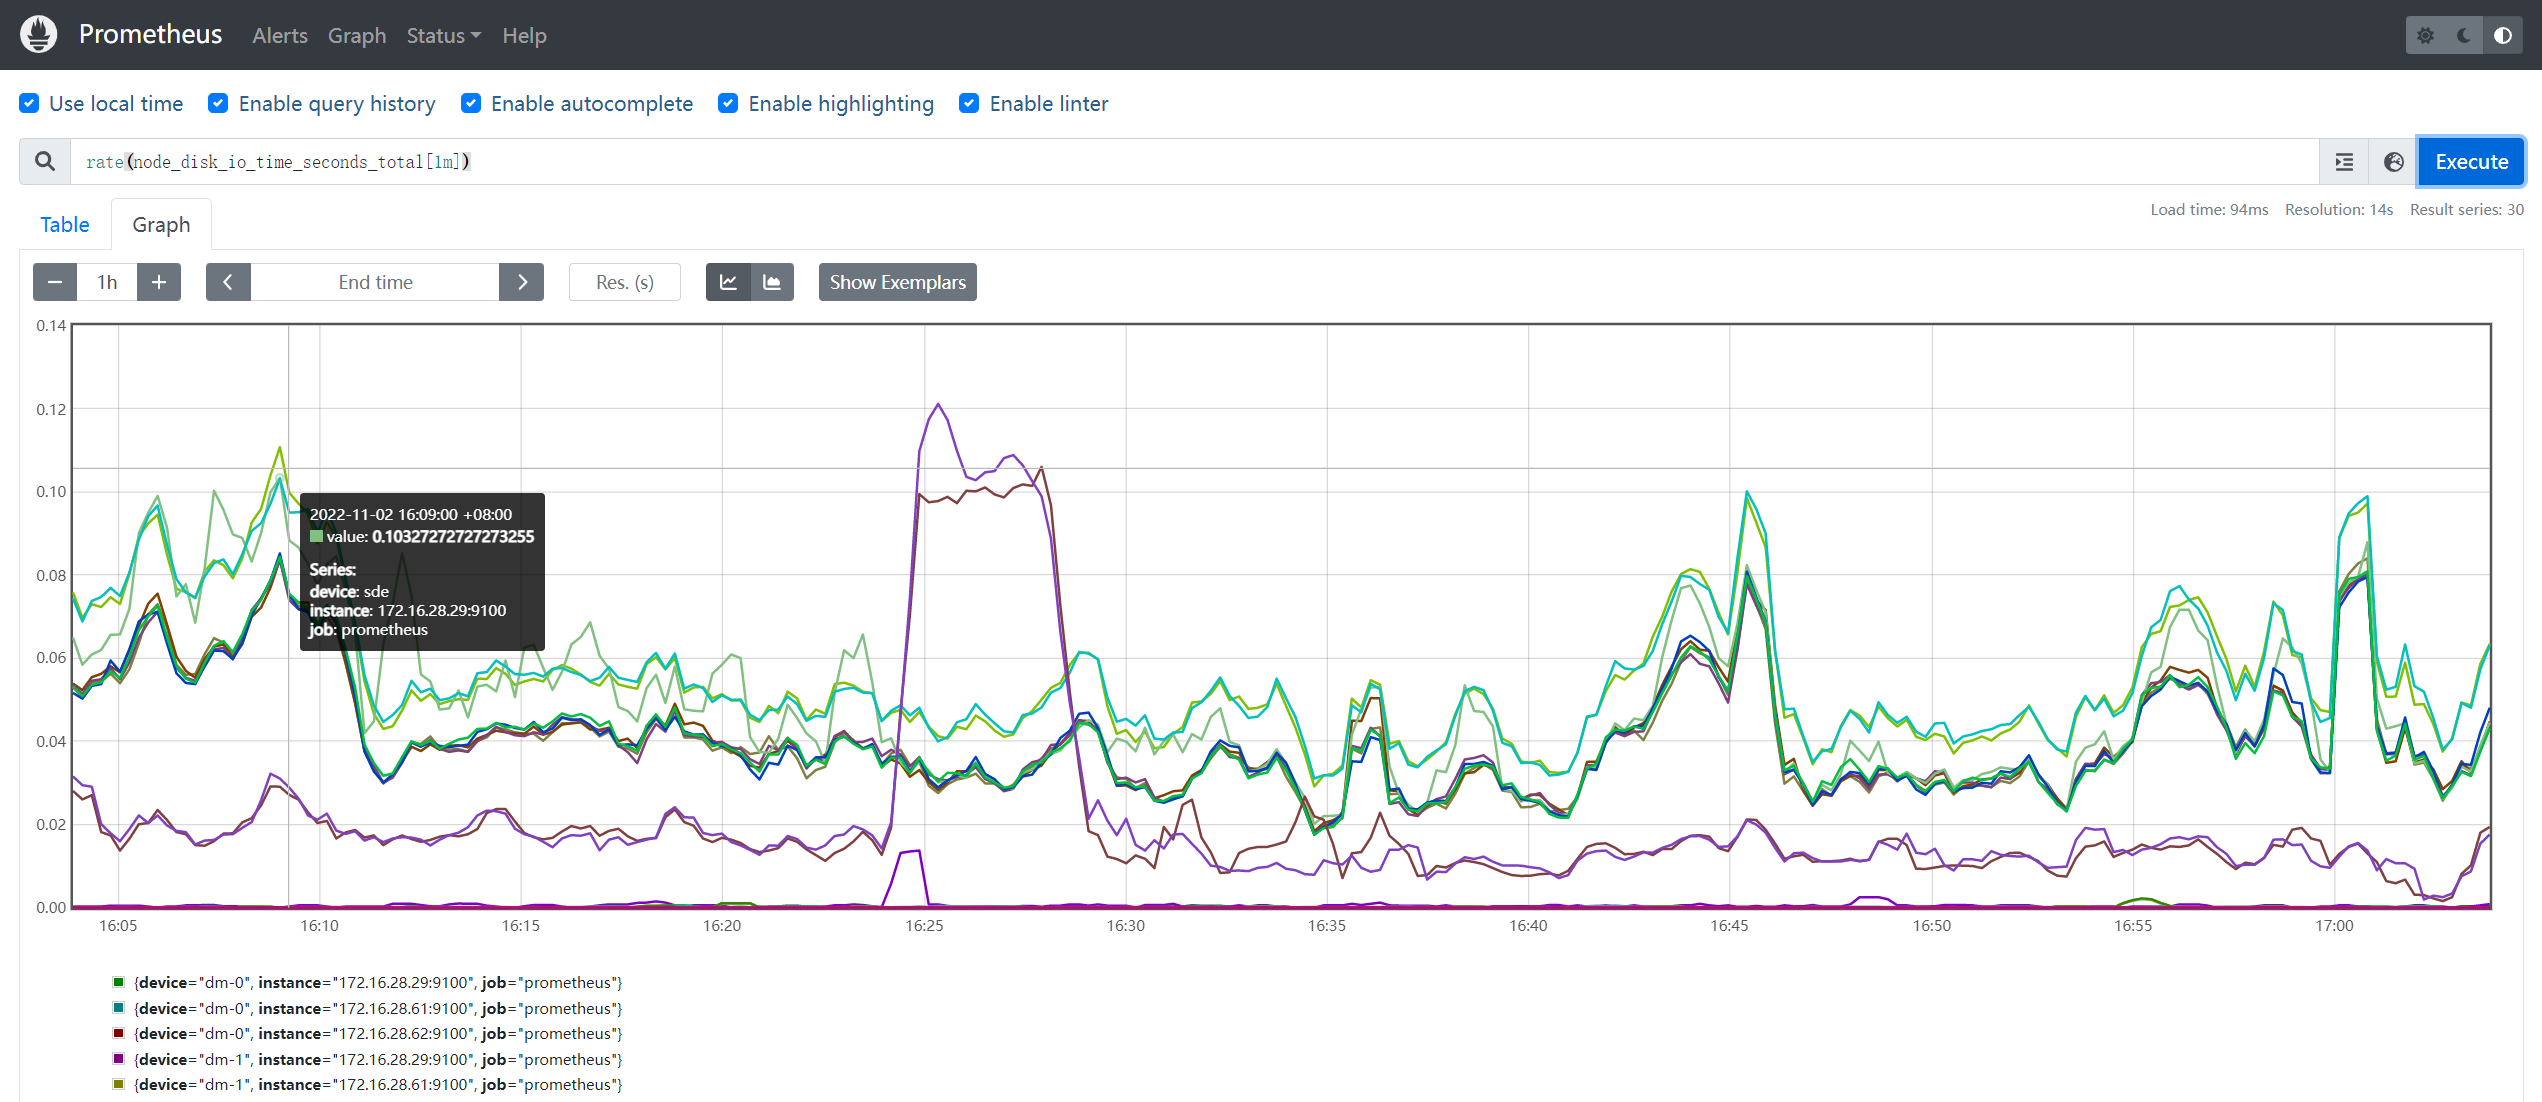 Prometheus Alerts Graph Status Help
Use local time Enable query history Enable autocomplete Enable highlighting Enable linter
rate(node_disk_io_time_seconds_total[1m])
Execute
Table Graph
Load time: 94ms Resolution: 14s Result series: 30
1h End time Res. (s) Show Exemplars
0.14
0.12
0.10
0.08
0.06
0.04
0.02
0.00
2022-11-02 16:09:00 +08:00
value: 0.10327272727273255
Series:
device: sde
instance: 172.16.28.29:9100
job: prometheus
16:05 16:10 16:15 16:20 16:25 16:30 16:35 16:40 16:45 16:50 16:55 17:00
{device="dm-0", instance="172.16.28.29:9100", job="prometheus"}
{device="dm-0", instance="172.16.28.61:9100", job="prometheus"}
{device="dm-0", instance="172.16.28.62:9100", job="prometheus"}
{device="dm-1", instance="172.16.28.29:9100", job="prometheus"}
{device="dm-1", instance="172.16.28.61:9100", job="prometheus"}